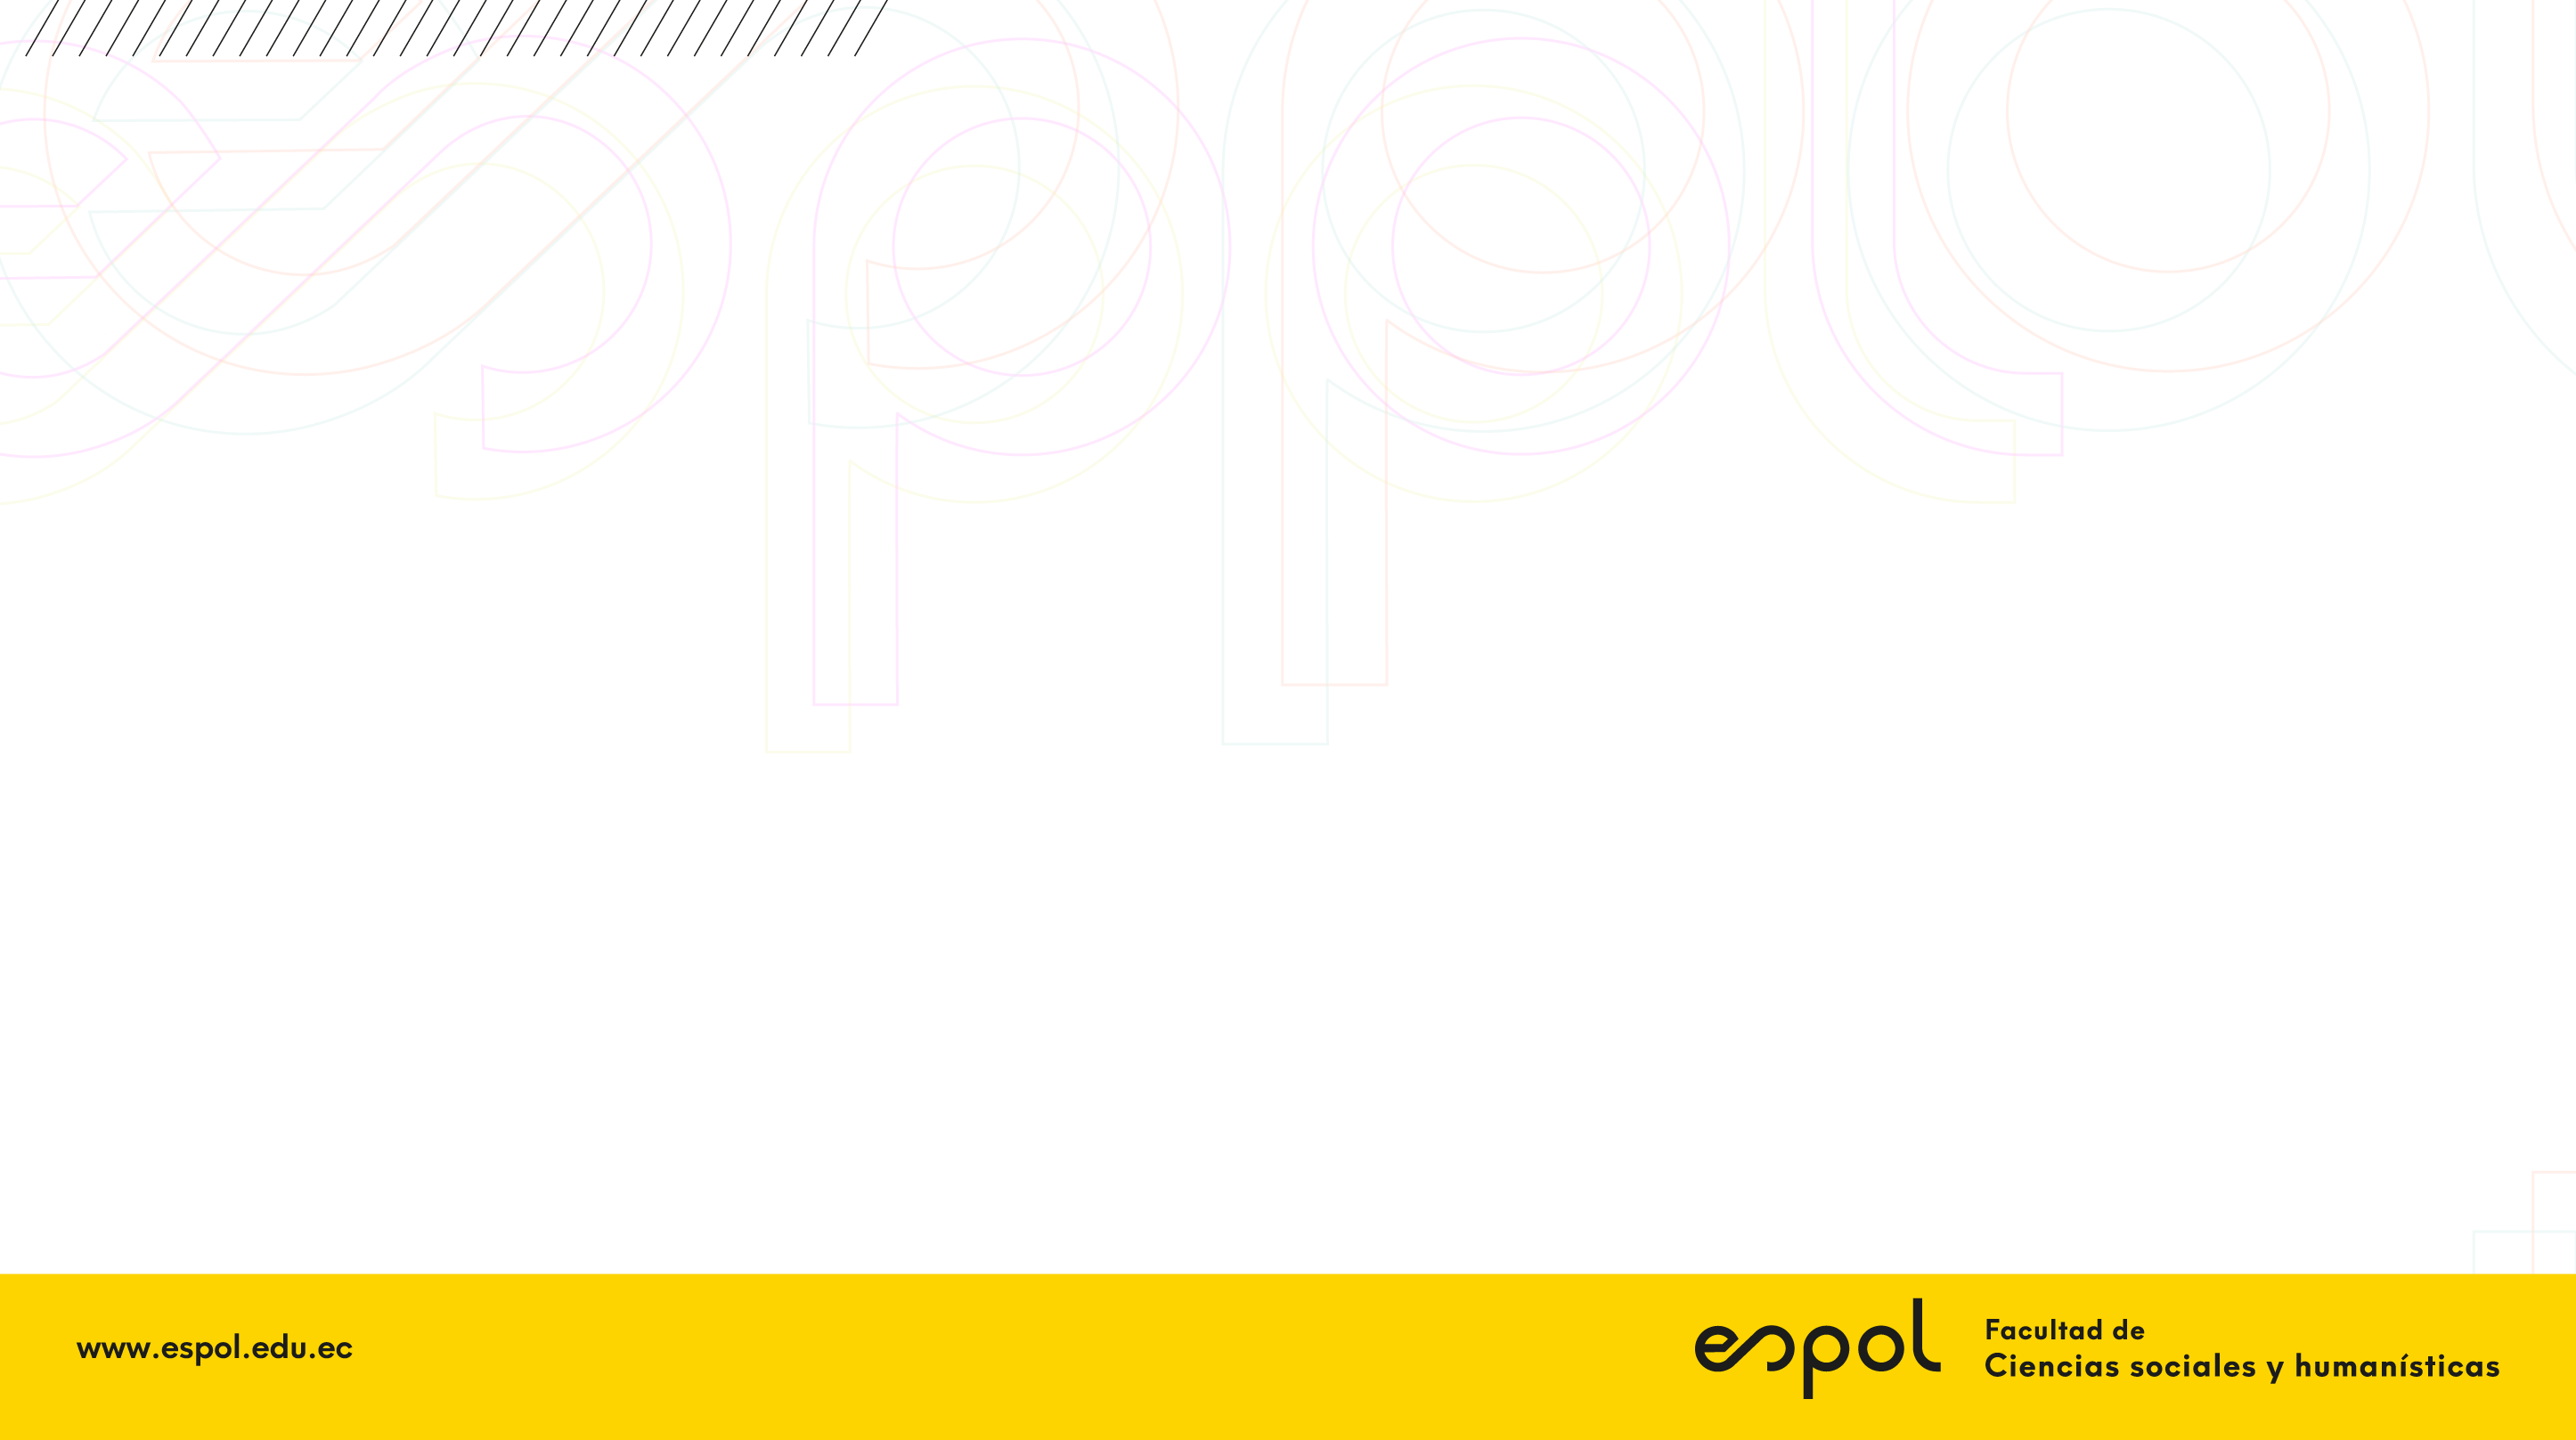 www.espol.edu.ec
espol
Facultad de
Ciencias sociales y humanísticas